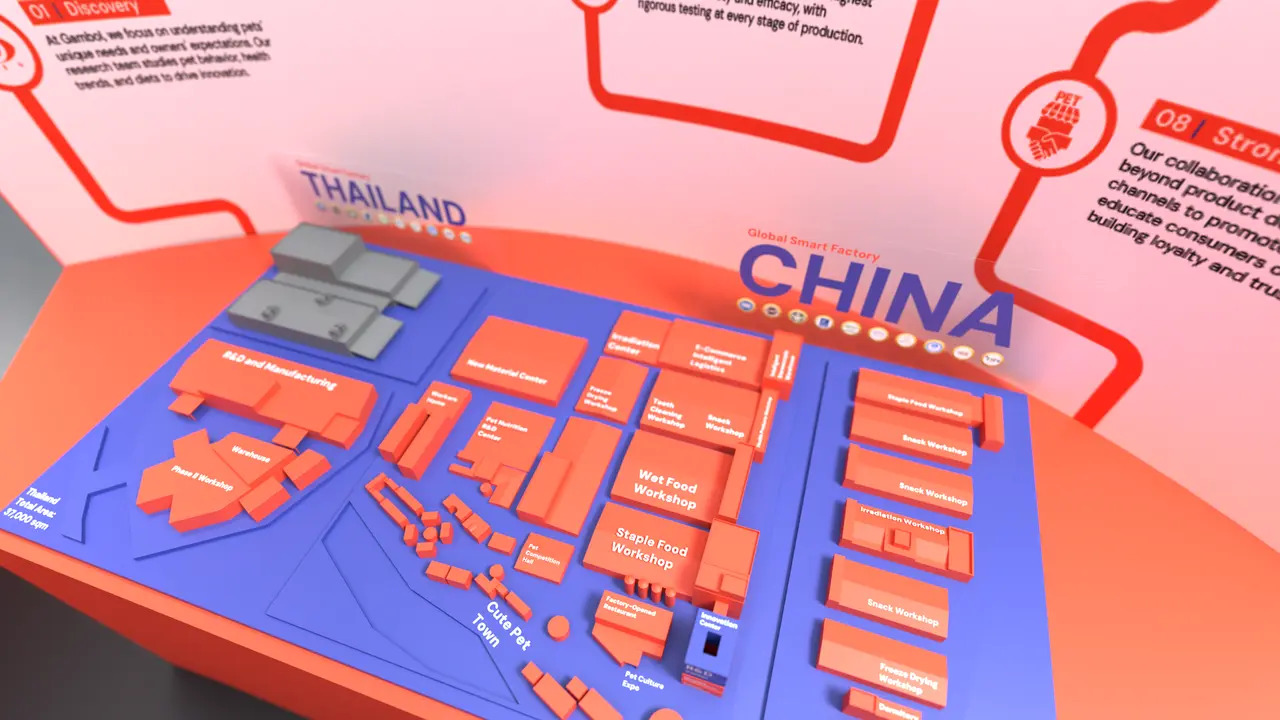 01 | Discovery
At Gambol, we focus on understanding pets'
unique needs and owners' expectations. Our
research team studies pet behavior, health
trends, and diets to drive innovation.
and efficacy, with
rigorous testing at every stage of production.
PET
08 |
Our
beyond product
channels to
educate consumers
building loyalty and
THAILAND
Global Smart Factory
CHINA
R&D and Manufacturing
Warehouse
Phase II Workshop
Thailand
Total Area:
37,000 sqm
New Material Center
Irradiation
Center
E-Commerce
Intelligent
Logistics
Freeze
Drying
Workshop
Teeth
Cleaning
Workshop
Snack
Workshop
Workers
Home
Pet Nutrition
R&D
Center
Wet Food
Workshop
Staple Food
Workshop
Pet
Competition
Hall
Cute Pet
Town
Factory-Opened
Restaurant
Innovation
Center
R&D
Pet Culture
Expo
Staple Food Workshop
Snack Workshop
Snack Workshop
Irradiation Workshop
Snack Workshop
Freeze Drying
Workshop
Dormitory